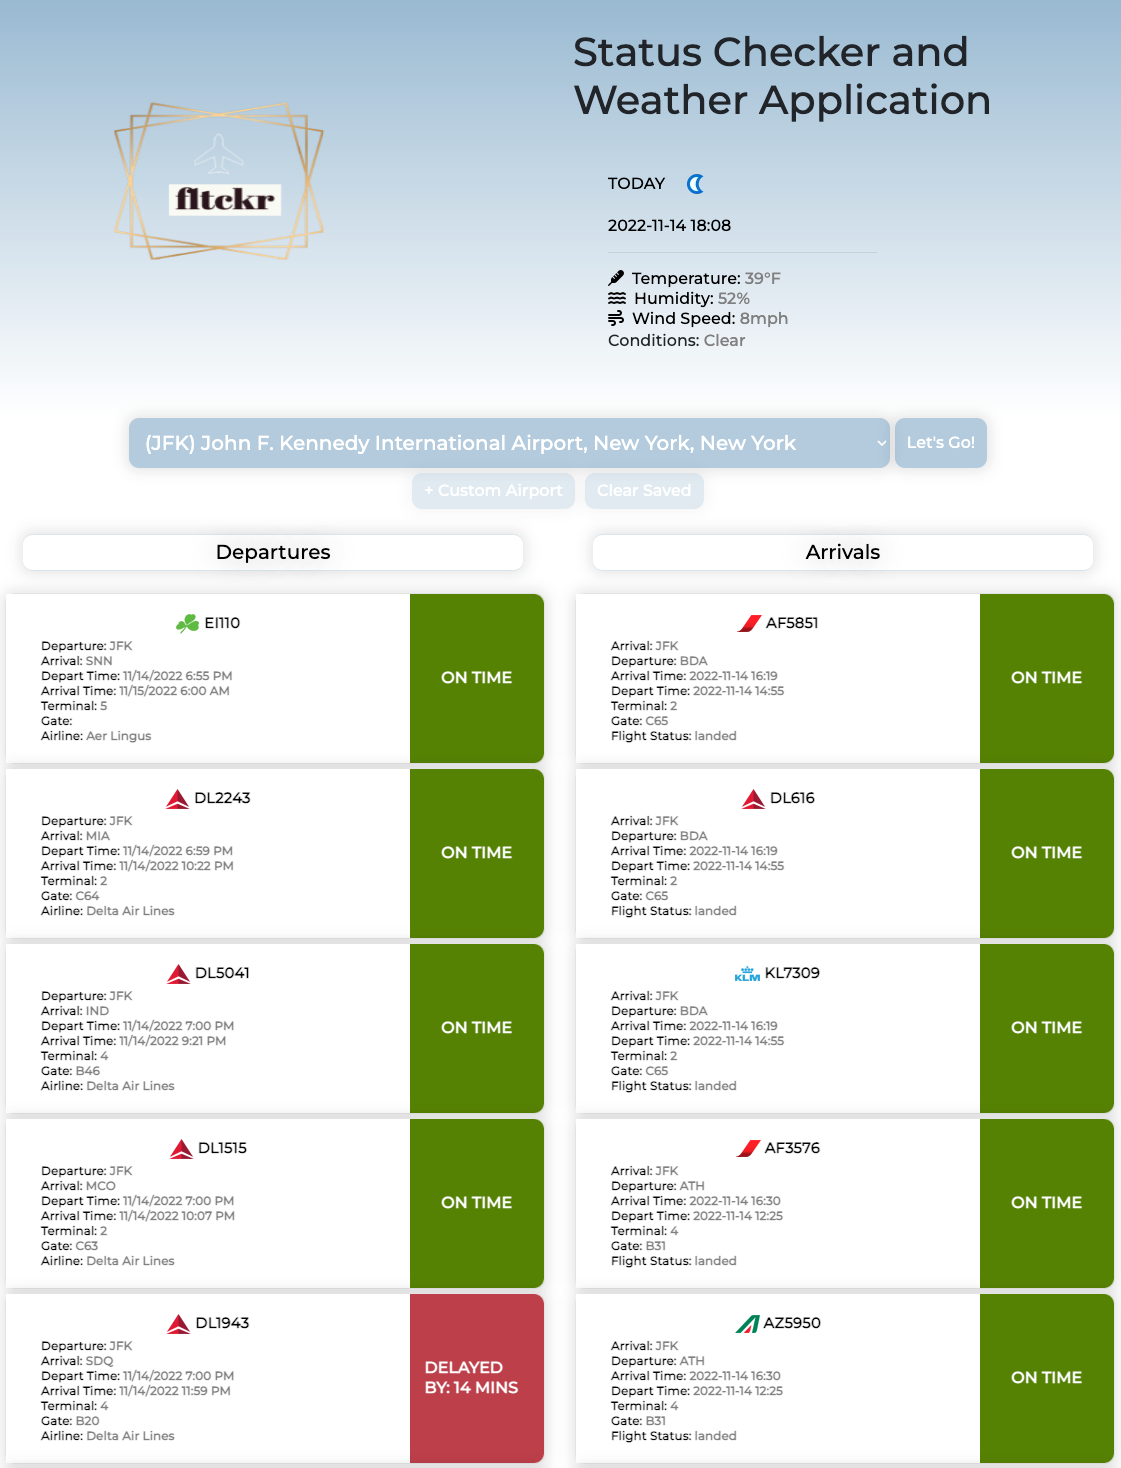 Status Checker and
Weather Application
fltckr
TODAY
2022-11-14 18:08
Temperature: 39°F
Humidity: 52%
Wind Speed: 8mph
Conditions: Clear
(JFK) John F. Kennedy International Airport, New York, New York
Let's Go!
+ Custom Airport
Clear Saved
Departures
EI110
Departure: JFK
Arrival: SNN
Depart Time: 11/14/2022 6:55 PM
Arrival Time: 11/15/2022 6:00 AM
Terminal: 5
Gate:
Airline: Aer Lingus
ON TIME
DL2243
Departure: JFK
Arrival: MIA
Depart Time: 11/14/2022 6:59 PM
Arrival Time: 11/14/2022 10:22 PM
Terminal: 2
Gate: C64
Airline: Delta Air Lines
ON TIME
DL5041
Departure: JFK
Arrival: IND
Depart Time: 11/14/2022 7:00 PM
Arrival Time: 11/14/2022 9:21 PM
Terminal: 4
Gate: B46
Airline: Delta Air Lines
ON TIME
DL1515
Departure: JFK
Arrival: MCO
Depart Time: 11/14/2022 7:00 PM
Arrival Time: 11/14/2022 10:07 PM
Terminal: 2
Gate: C63
Airline: Delta Air Lines
ON TIME
DL1943
Departure: JFK
Arrival: SDQ
Depart Time: 11/14/2022 7:00 PM
Arrival Time: 11/14/2022 11:59 PM
Terminal: 4
Gate: B20
Airline: Delta Air Lines
DELAYED
BY: 14 MINS
Arrivals
AF5851
Arrival: JFK
Departure: BDA
Arrival Time: 2022-11-14 16:19
Depart Time: 2022-11-14 14:55
Terminal: 2
Gate: C65
Flight Status: landed
ON TIME
DL616
Arrival: JFK
Departure: BDA
Arrival Time: 2022-11-14 16:19
Depart Time: 2022-11-14 14:55
Terminal: 2
Gate: C65
Flight Status: landed
ON TIME
KLM
KL7309
Arrival: JFK
Departure: BDA
Arrival Time: 2022-11-14 16:19
Depart Time: 2022-11-14 14:55
Terminal: 2
Gate: C65
Flight Status: landed
ON TIME
AF3576
Arrival: JFK
Departure: ATH
Arrival Time: 2022-11-14 16:30
Depart Time: 2022-11-14 12:25
Terminal: 4
Gate: B31
Flight Status: landed
ON TIME
AZ5950
Arrival: JFK
Departure: ATH
Arrival Time: 2022-11-14 16:30
Depart Time: 2022-11-14 12:25
Terminal: 4
Gate: B31
Flight Status: landed
ON TIME